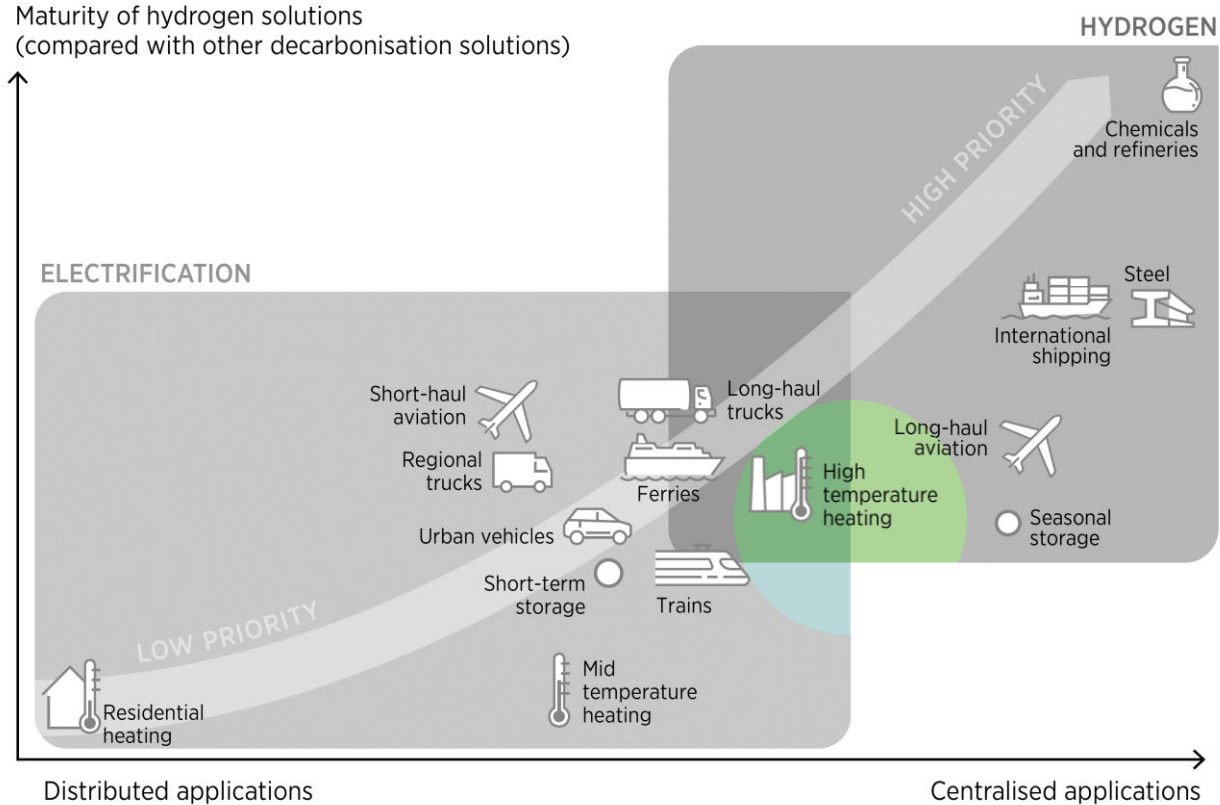 Maturity of hydrogen solutions
(compared with other decarbonisation solutions)
HYDROGEN
HIGH PRIORITY
Chemicals
and refineries
ELECTRIFICATION
Steel
International
shipping
Short-haul
aviation
Long-haul
trucks
Long-haul
aviation
Regional
trucks
Ferries
High
temperature
heating
Urban vehicles
Seasonal
storage
Short-term
storage
Trains
LOW PRIORITY
Mid
temperature
heating
Residential
heating
Distributed applications
Centralised applications